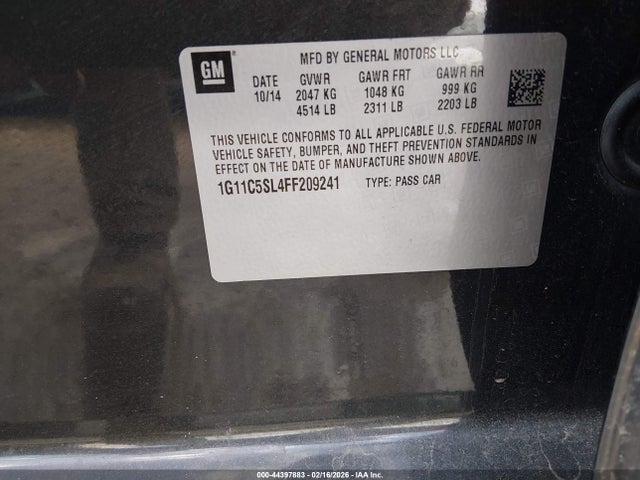 GM
MFD BY GENERAL MOTORS LLC
DATE GVWR GAWR FRT GAWR RR
10/14 2047 KG 1048 KG 999 KG
4514 LB 2311 LB 2203 LB
THIS VEHICLE CONFORMS TO ALL APPLICABLE U.S. FEDERAL MOTOR
VEHICLE SAFETY, BUMPER, AND THEFT PREVENTION STANDARDS IN
EFFECT ON THE DATE OF MANUFACTURE SHOWN ABOVE.
1G11C5SL4FF209241 TYPE: PASS CAR
000-44397883 - 02/16/2026 - IAA Inc.